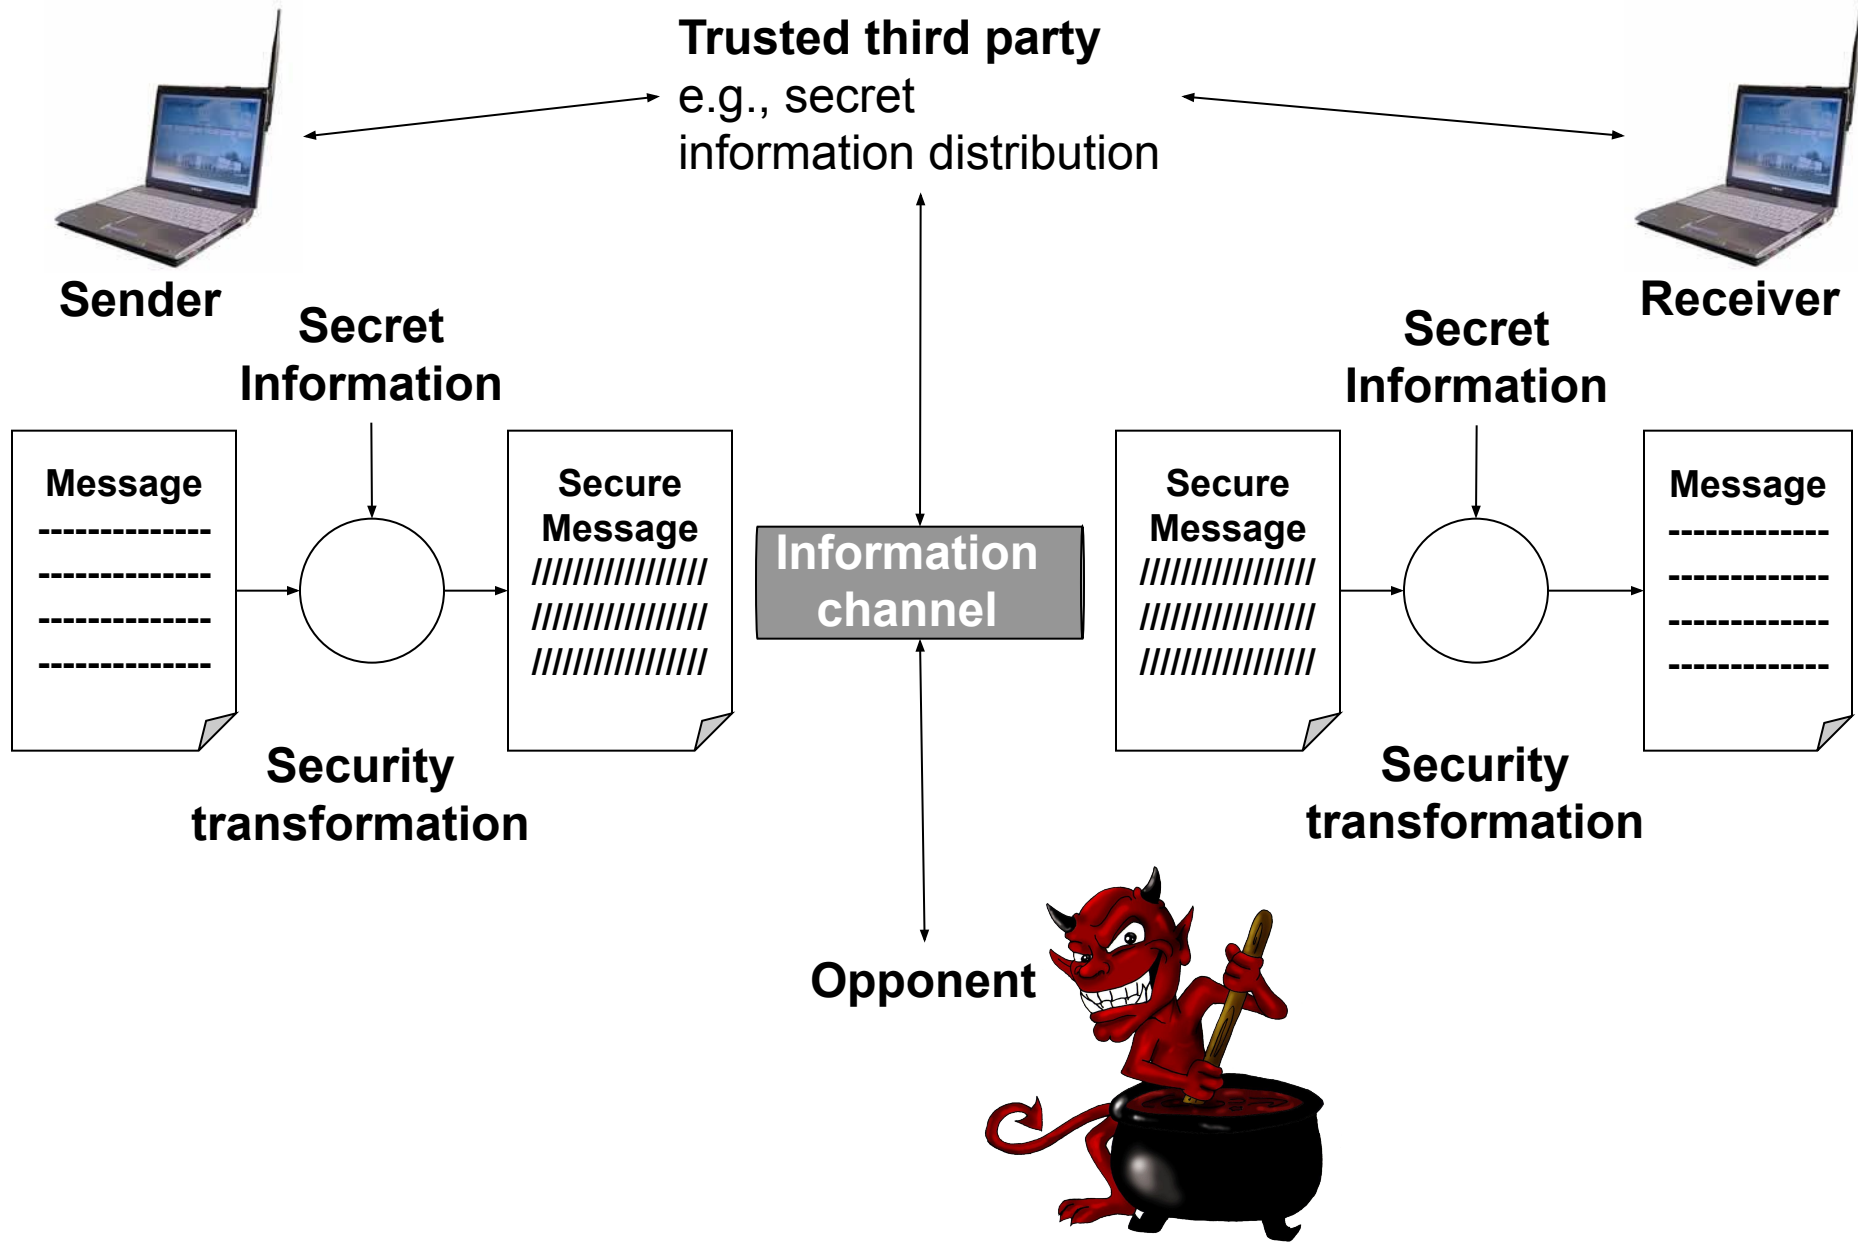 Trusted third party
e.g., secret
information distribution
Sender
Receiver
Secret
Information
Secret
Information
Message
--------------
--------------
--------------
--------------
Secure
Message
/////////////////
/////////////////
/////////////////
Information
channel
Secure
Message
/////////////////
/////////////////
/////////////////
Message
-------------
-------------
-------------
-------------
Security
transformation
Security
transformation
Opponent